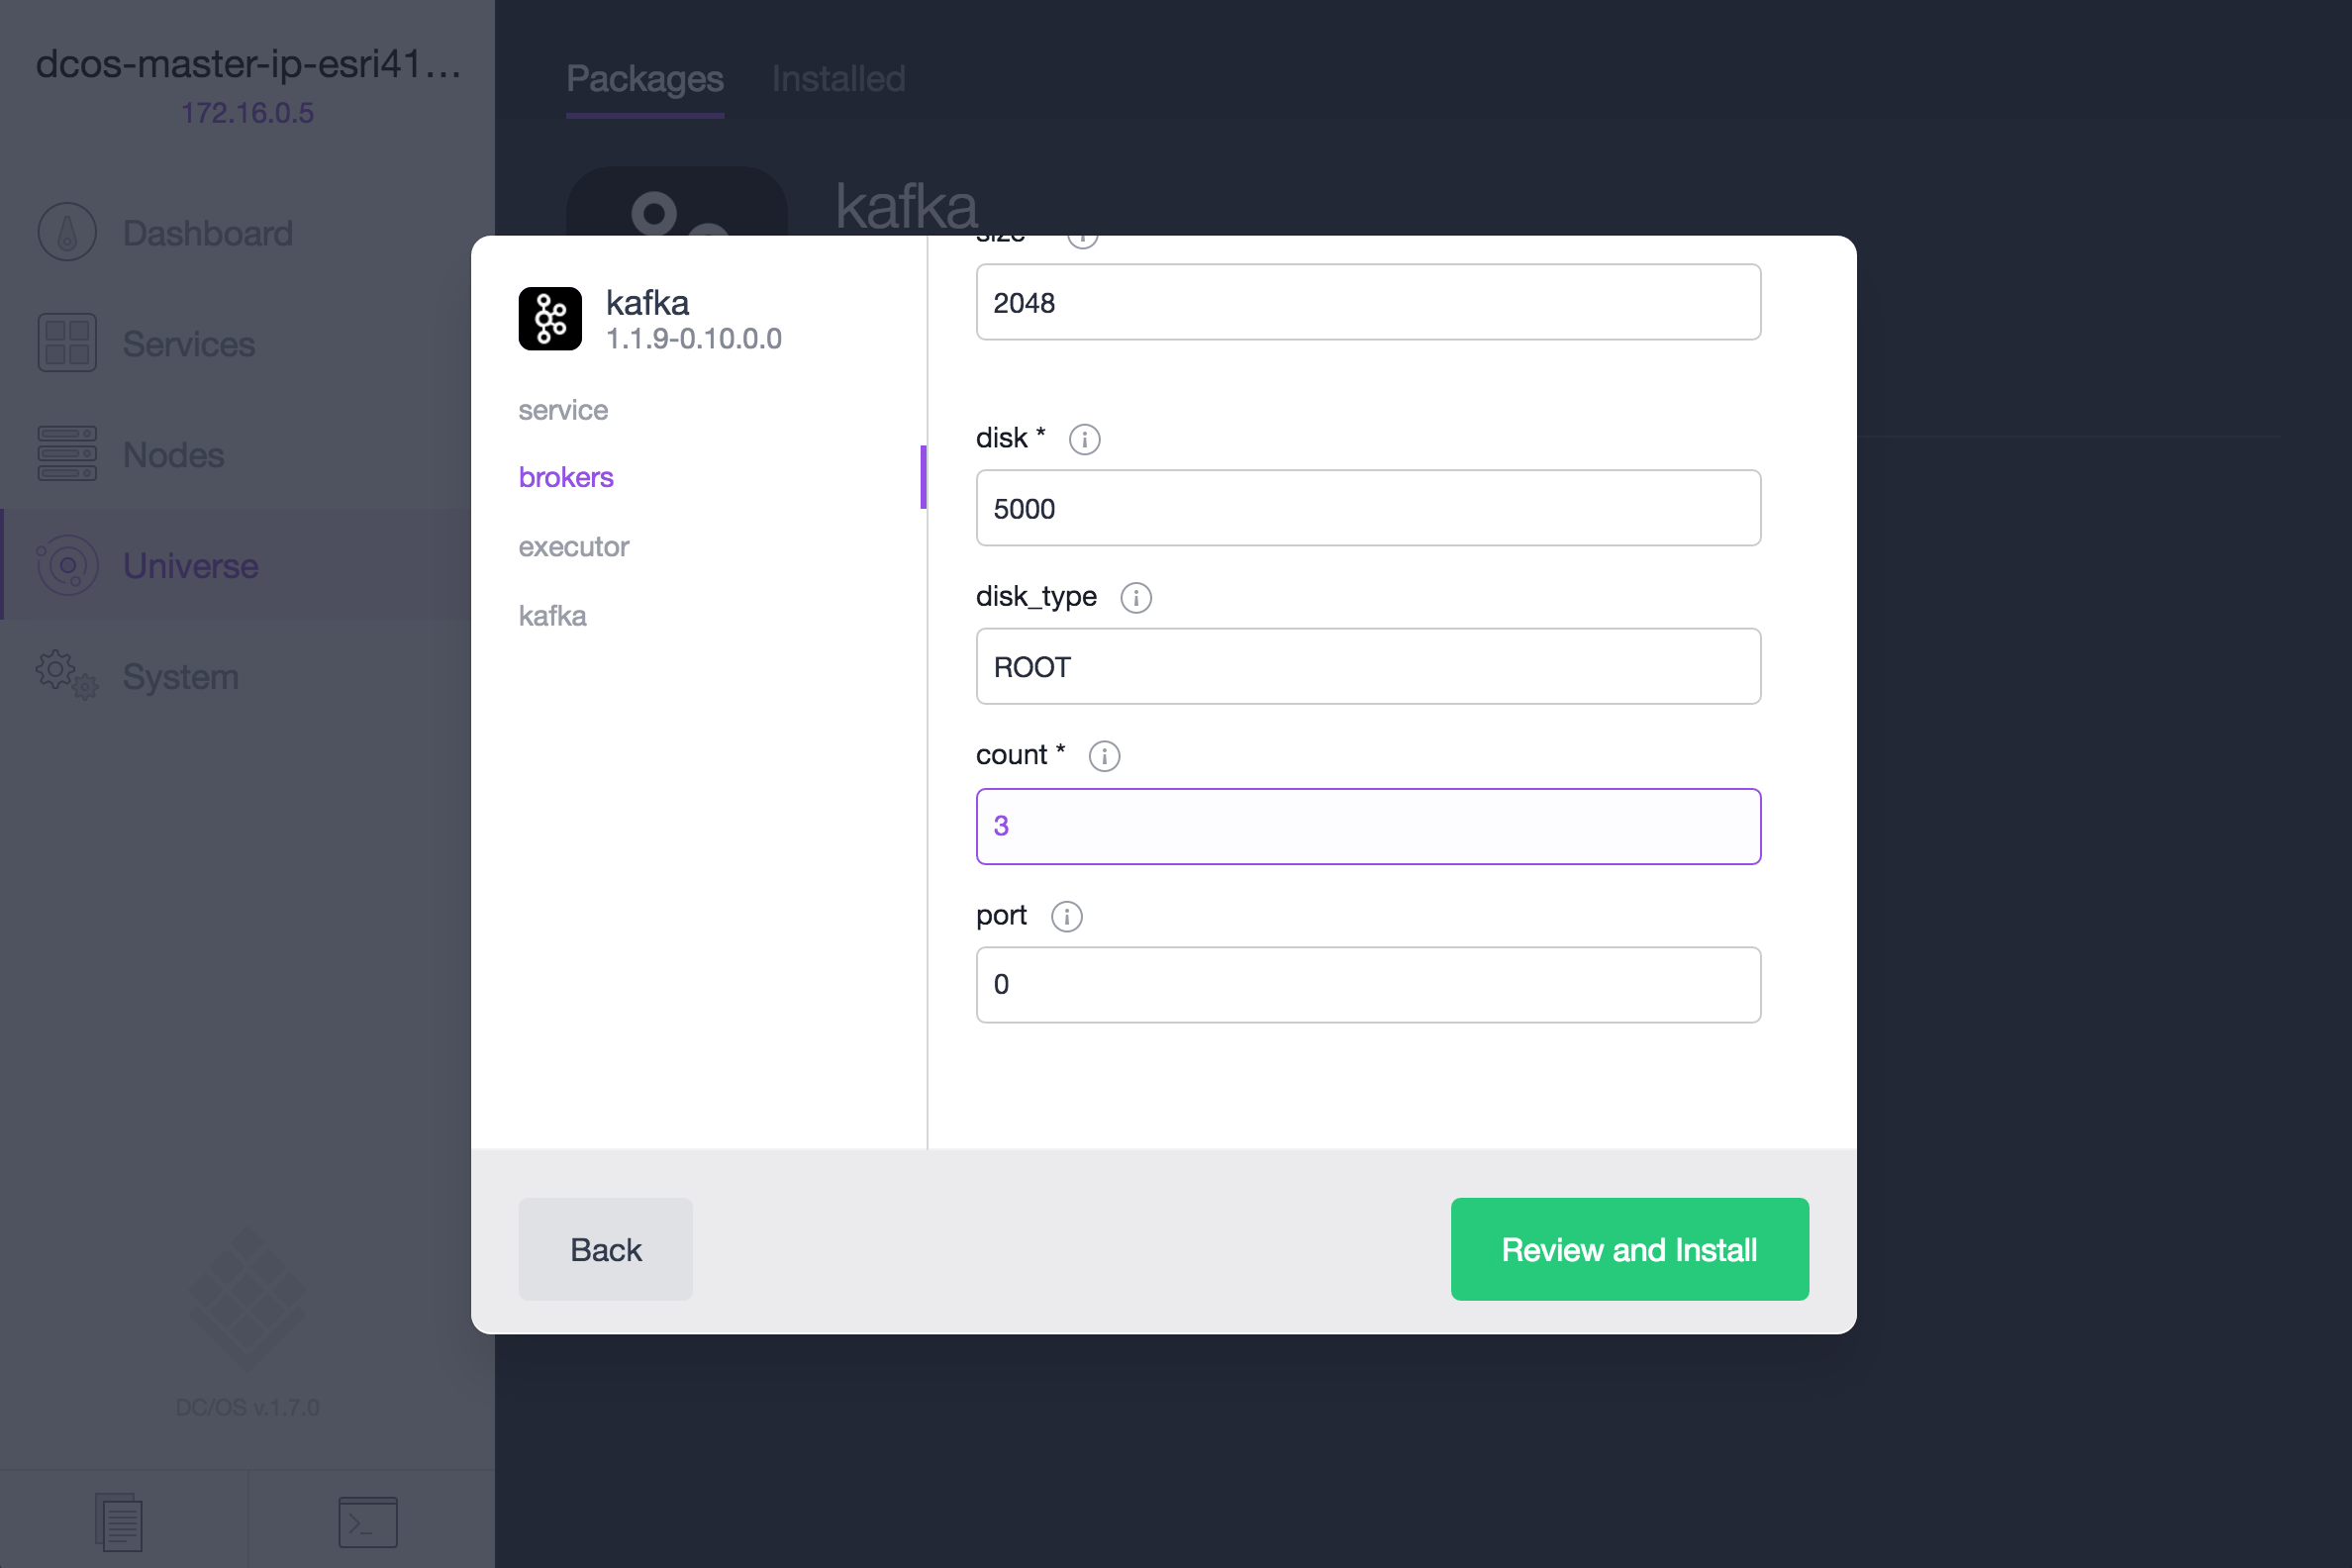 dcos-master-ip-esri41...
172.16.0.5
Dashboard
Services
Nodes
Universe
System
DC/OS v.1.7.0
Packages
Installed
kafka
kafka
1.1.9-0.10.0.0
service
brokers
executor
kafka
size
2048
disk *
5000
disk_type
ROOT
count *
3
port
0
Back
Review and Install